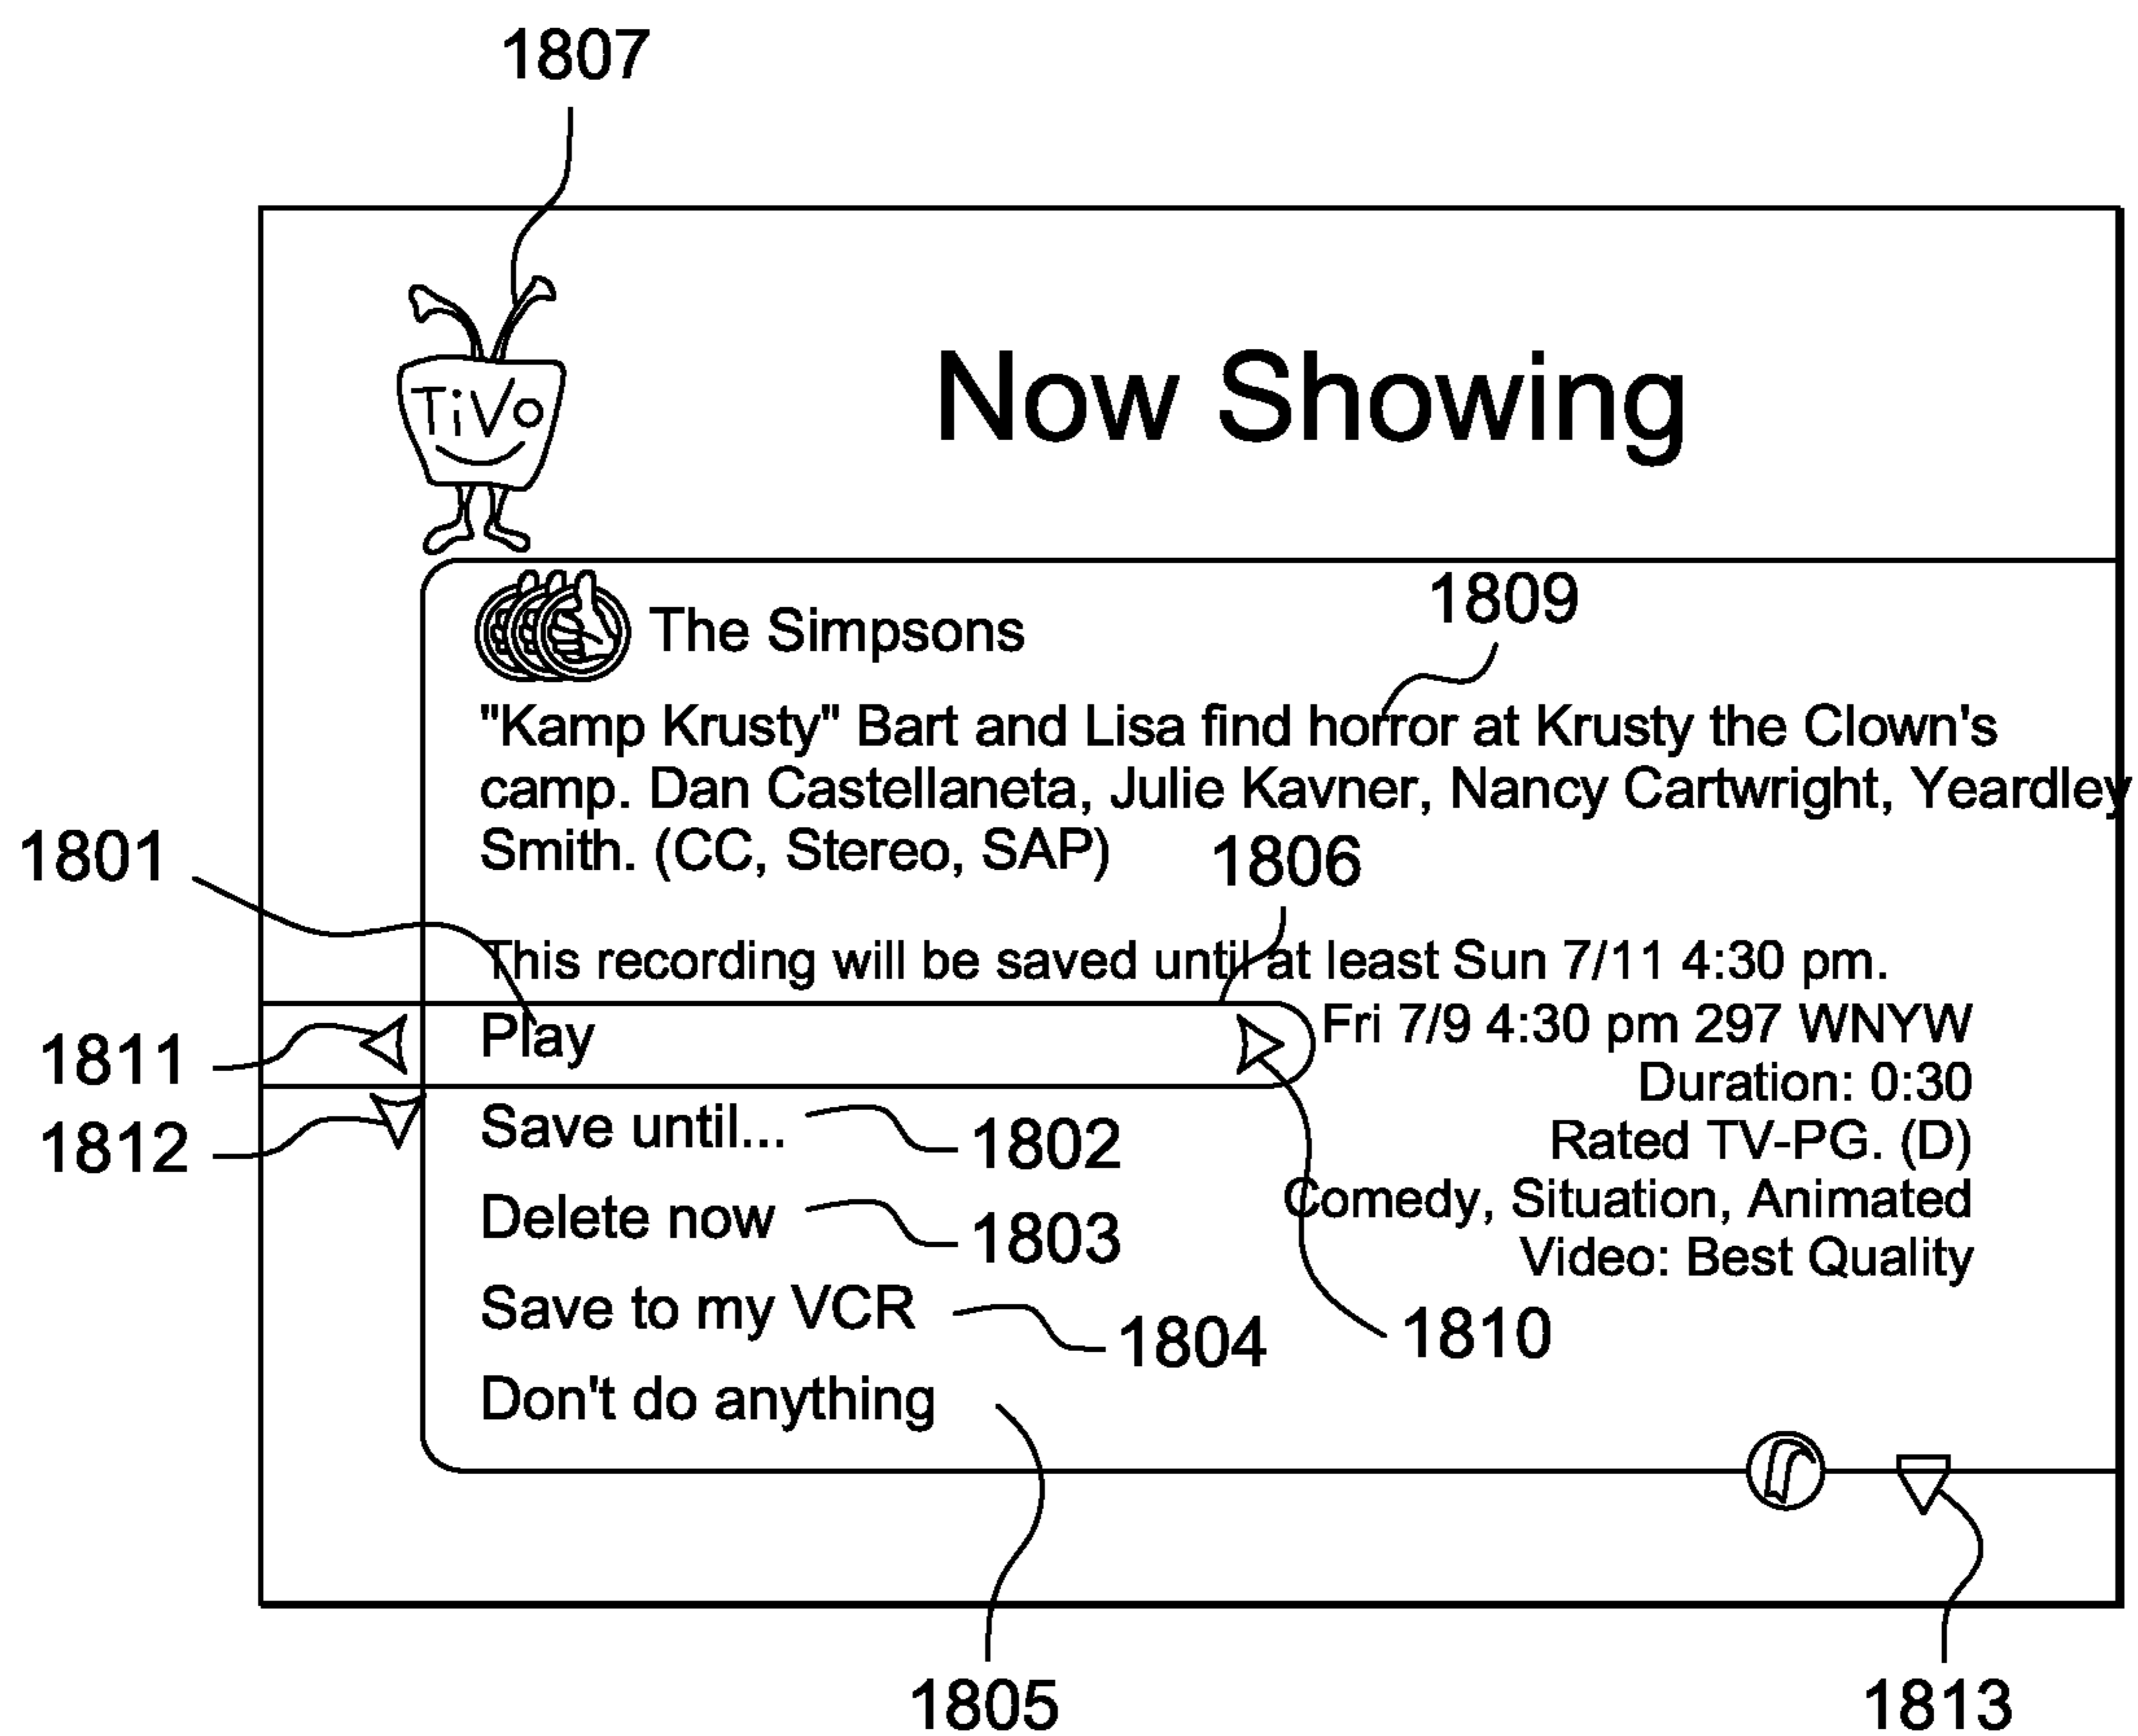 1807
TiVo
Now Showing
The Simpsons
1809
"Kamp Krusty" Bart and Lisa find horror at Krusty the Clown's
camp. Dan Castellaneta, Julie Kavner, Nancy Cartwright, Yeardley
Smith. (CC, Stereo, SAP)
1806
1801
This recording will be saved until at least Sun 7/11 4:30 pm.
1811
Play
Fri 7/9 4:30 pm 297 WNYW
Duration: 0:30
1812
Save until...
1802
Rated TV-PG. (D)
Delete now
1803
Comedy, Situation, Animated
Video: Best Quality
Save to my VCR
1804
1810
Don't do anything
1805
1813